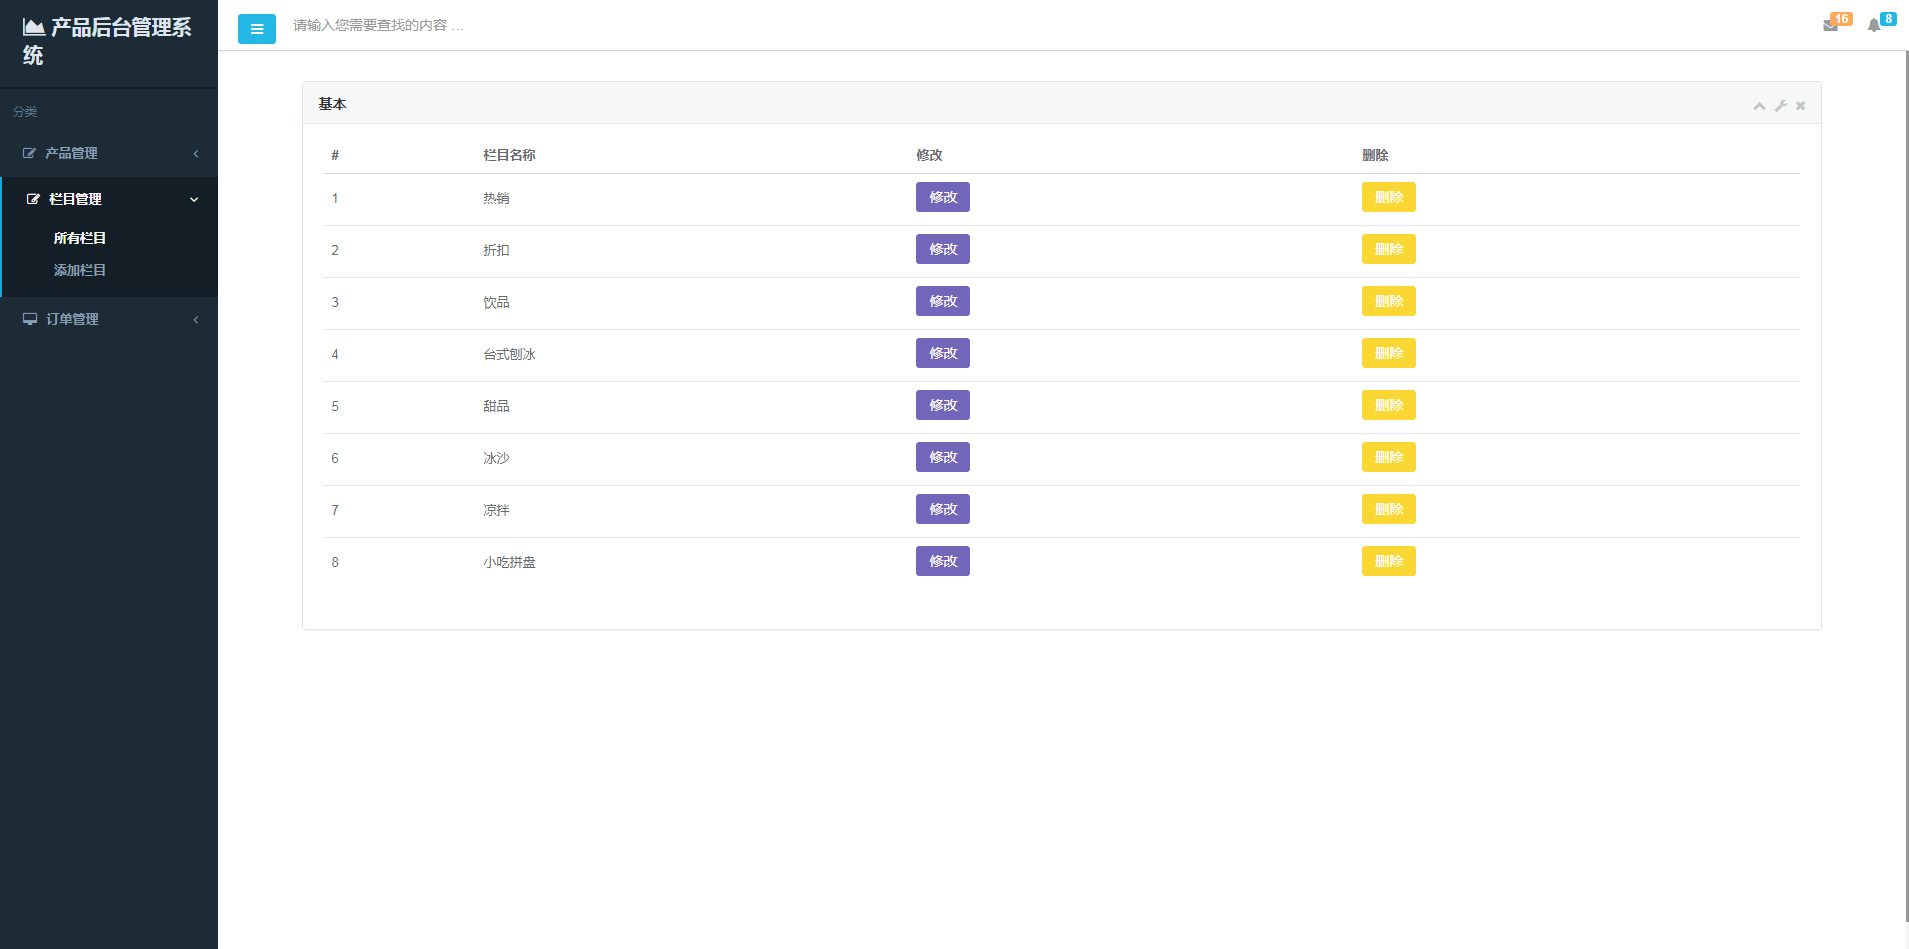 产品后台管理系
统
请输入您需要查找的内容 ...
16
8
分类
产品管理
栏目管理
所有栏目
添加栏目
订单管理
基本
# 栏目名称 修改 删除
1 热销 修改 删除
2 折扣 修改 删除
3 饮品 修改 删除
4 台式刨冰 修改 删除
5 甜品 修改 删除
6 冰沙 修改 删除
7 凉拌 修改 删除
8 小吃拼盘 修改 删除